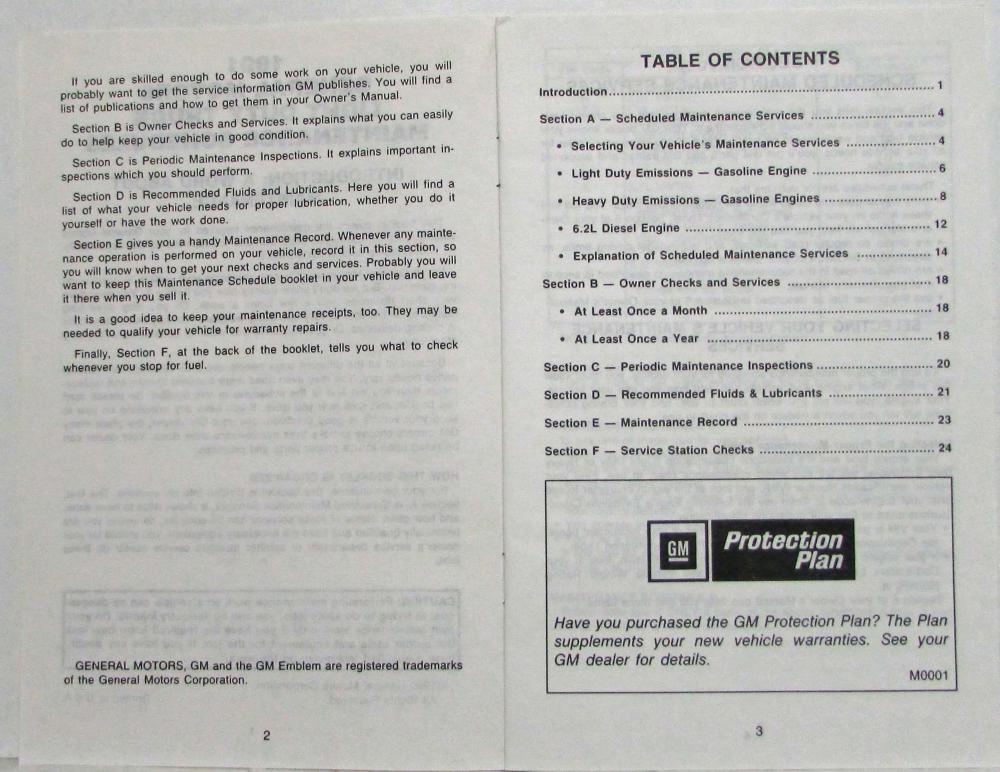 If you are skilled enough to do some work on your vehicle, you will
probably want to get the service information GM publishes. You will find a
list of publications and how to get them in your Owner's Manual.
Section B is Owner Checks and Services. It explains what you can easily
do to help keep your vehicle in good condition.
Section C is Periodic Maintenance Inspections. It explains important in-
spections which you should perform.
Section D is Recommended Fluids and Lubricants. Here you will find a
list of what your vehicle needs for proper lubrication, whether you do it
yourself or have the work done.
Section E gives you a handy Maintenance Record. Whenever any mainte-
nance operation is performed on your vehicle, record it in this section, so
you will know when to get your next checks and services. Probably you will
want to keep this Maintenance Schedule booklet in your vehicle and leave
it there when you sell it.
It is a good idea to keep your maintenance receipts, too. They may be
needed to qualify your vehicle for warranty repairs.
Finally, Section F, at the back of the booklet, tells you what to check
whenever you stop for fuel.
GENERAL MOTORS, GM and the GM Emblem are registered trademarks
of the General Motors Corporation.
2
TABLE OF CONTENTS
Introduction ........ 1
Section A — Scheduled Maintenance Services ........ 4
• Selecting Your Vehicle's Maintenance Services ........ 4
• Light Duty Emissions — Gasoline Engine ........ 6
• Heavy Duty Emissions — Gasoline Engines ........ 8
• 6.2L Diesel Engine ........ 12
• Explanation of Scheduled Maintenance Services ........ 14
Section B — Owner Checks and Services ........ 18
• At Least Once a Month ........ 18
• At Least Once a Year ........ 18
Section C — Periodic Maintenance Inspections ........ 20
Section D — Recommended Fluids & Lubricants ........ 21
Section E — Maintenance Record ........ 23
Section F — Service Station Checks ........ 24
GM Protection
Plan
Have you purchased the GM Protection Plan? The Plan
supplements your new vehicle warranties. See your
GM dealer for details.
M0001
3